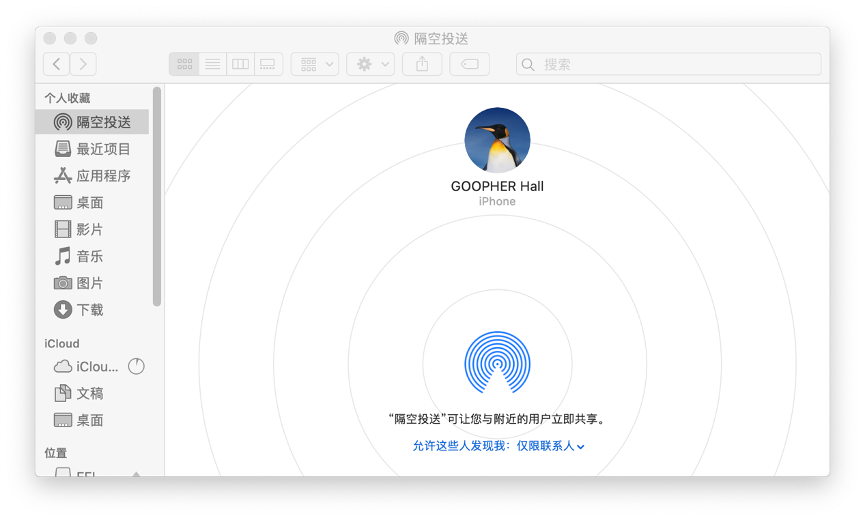 隔空投送
搜索
个人收藏
隔空投送
最近项目
应用程序
桌面
影片
音乐
图片
下载
iCloud
iClou...
文稿
桌面
位置
GOOPHER Hall
iPhone
“隔空投送”可让您与附近的用户立即共享。
允许这些人发现我：仅限联系人